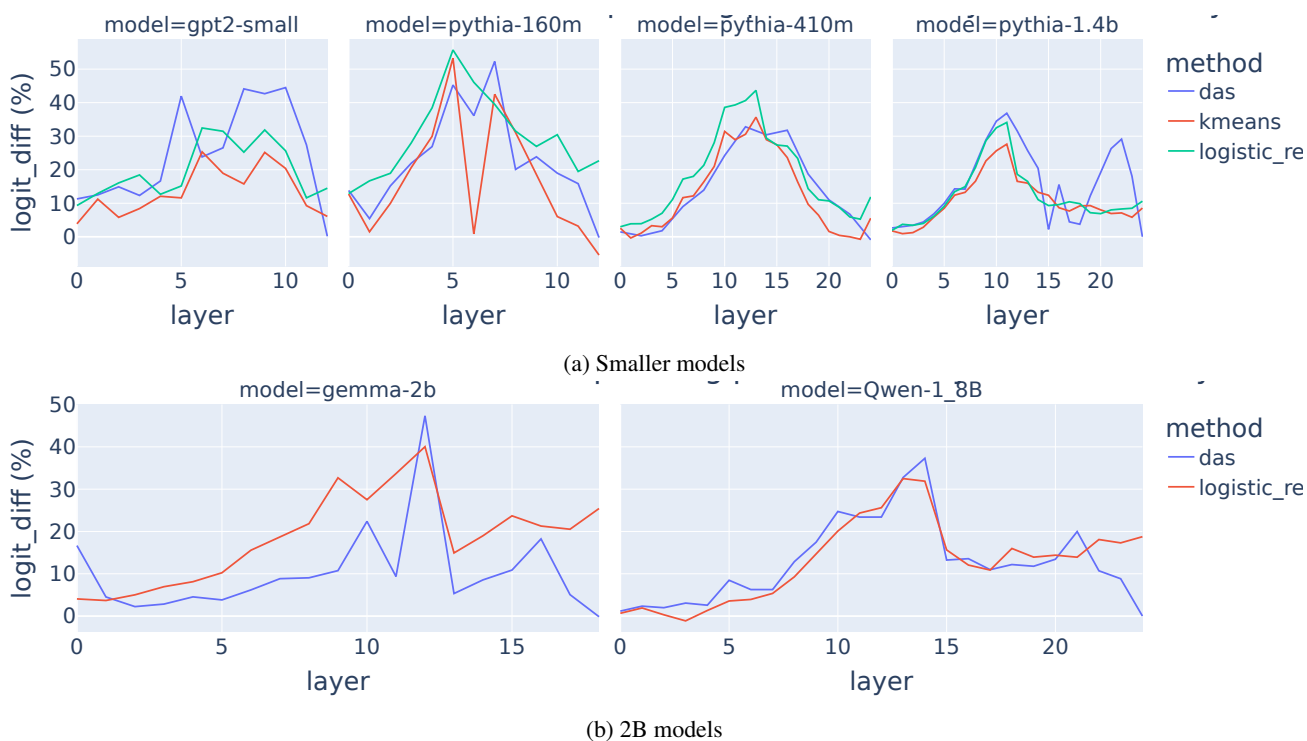 model=gpt2-small model=pythia-160m model=pythia-410m model=pythia-1.4b
logit_diff (%)
50
40
30
20
10
0
0 5 10 0 5 10 0 5 10 15 20 0 5 10 15 20
layer layer layer layer
method
das
kmeans
logistic_re
(a) Smaller models
model=gemma-2b model=Qwen-1_8B
logit_diff (%)
50
40
30
20
10
0
0 5 10 15 0 5 10 15 20
layer layer
method
das
logistic_re
(b) 2B models